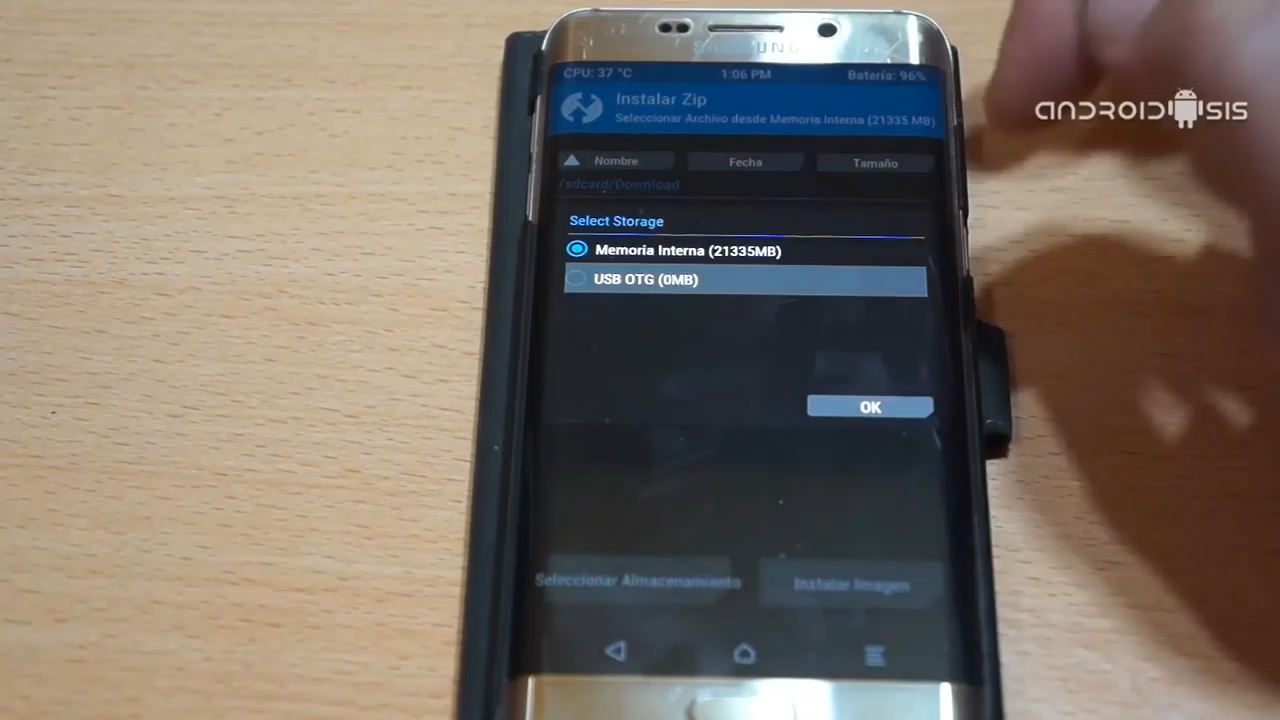 SAMSUNG
CPU: 37 °C 1:06 PM Batería: 96%
Instalar Zip
Seleccionar Archivo desde Memoria Interna (21335 MB)
Nombre Fecha Tamaño
/sdcard/Download
Select Storage
Memoria Interna (21335MB)
USB OTG (0MB)
OK
Seleccionar Almacenamiento Instalar Imagen
ANDROIDSIS